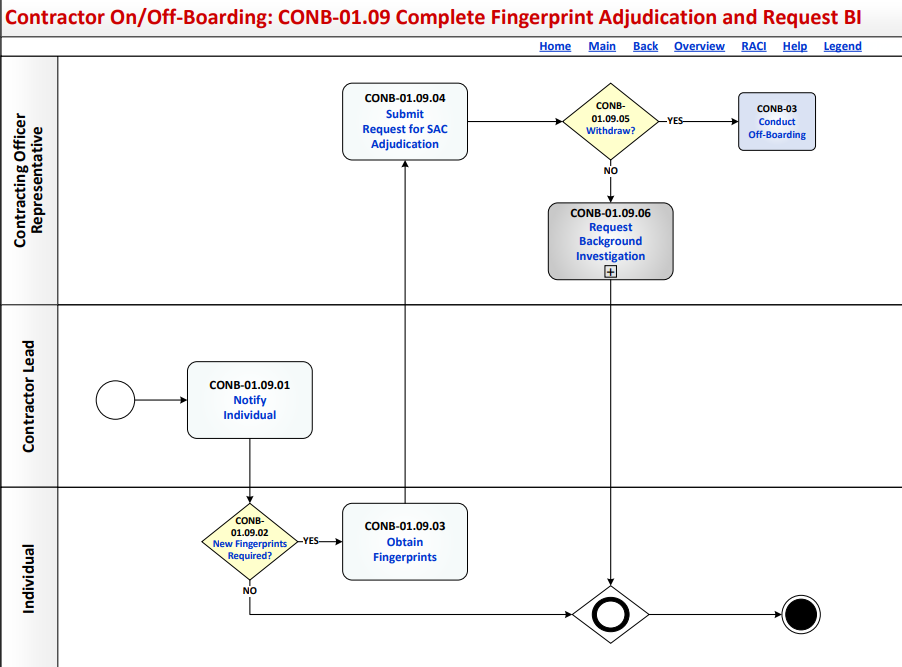 Contractor On/Off-Boarding: CONB-01.09 Complete Fingerprint Adjudication and Request BI
Home Main Back Overview RACI Help Legend
Contracting Officer
Representative
CONB-01.09.04
Submit
Request for SAC
Adjudication
CONB-
01.09.05
Withdraw?
YES
CONB-03
Conduct
Off-Boarding
NO
CONB-01.09.06
Request
Background
Investigation
Contractor Lead
CONB-01.09.01
Notify
Individual
Individual
CONB-
01.09.02
New Fingerprints
Required?
YES
CONB-01.09.03
Obtain
Fingerprints
NO